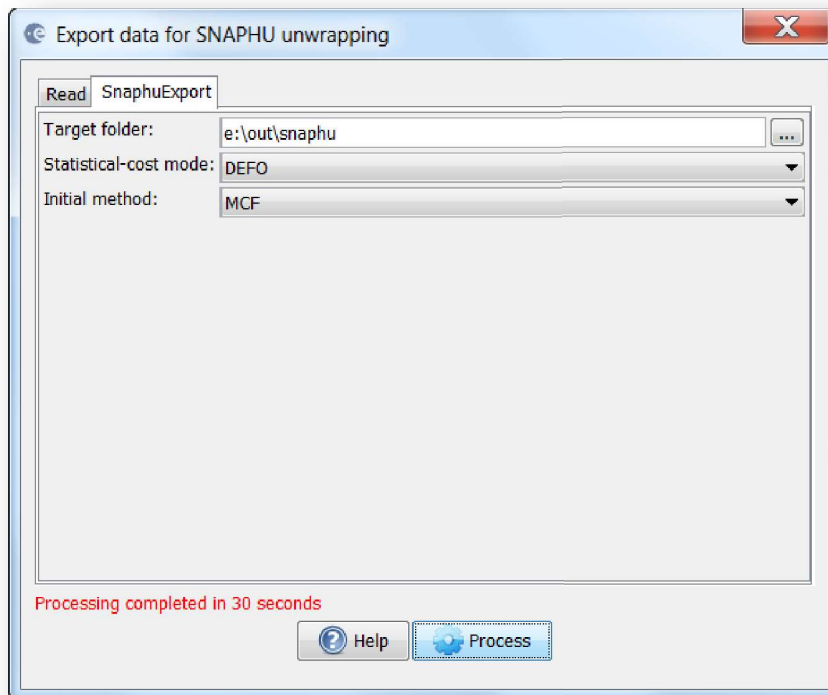 Export data for SNAPHU unwrapping
Read SnaphuExport
Target folder: e:\out\snaphu ...
Statistical-cost mode: DEFO
Initial method: MCF
Processing completed in 30 seconds
Help Process